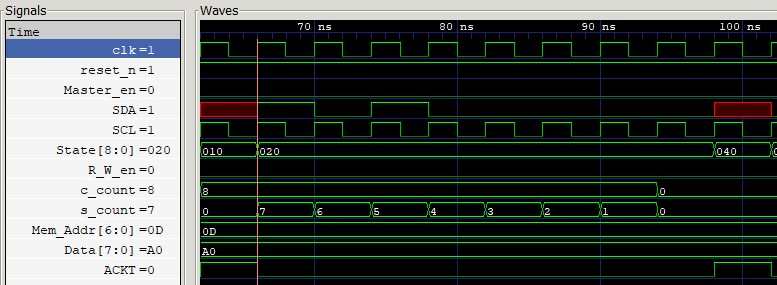 Signals
Waves
Time
70 ns
80 ns
90 ns
100 ns
clk=1
reset_n=1
Master_en=0
SDA=1
SCL=1
State[8:0]=020
010
020
040
R_W_en=0
c_count=8
8
0
s_count=7
0
7
6
5
4
3
2
1
0
Mem_Addr[6:0]=0D
0D
Data[7:0]=A0
A0
ACKT=0